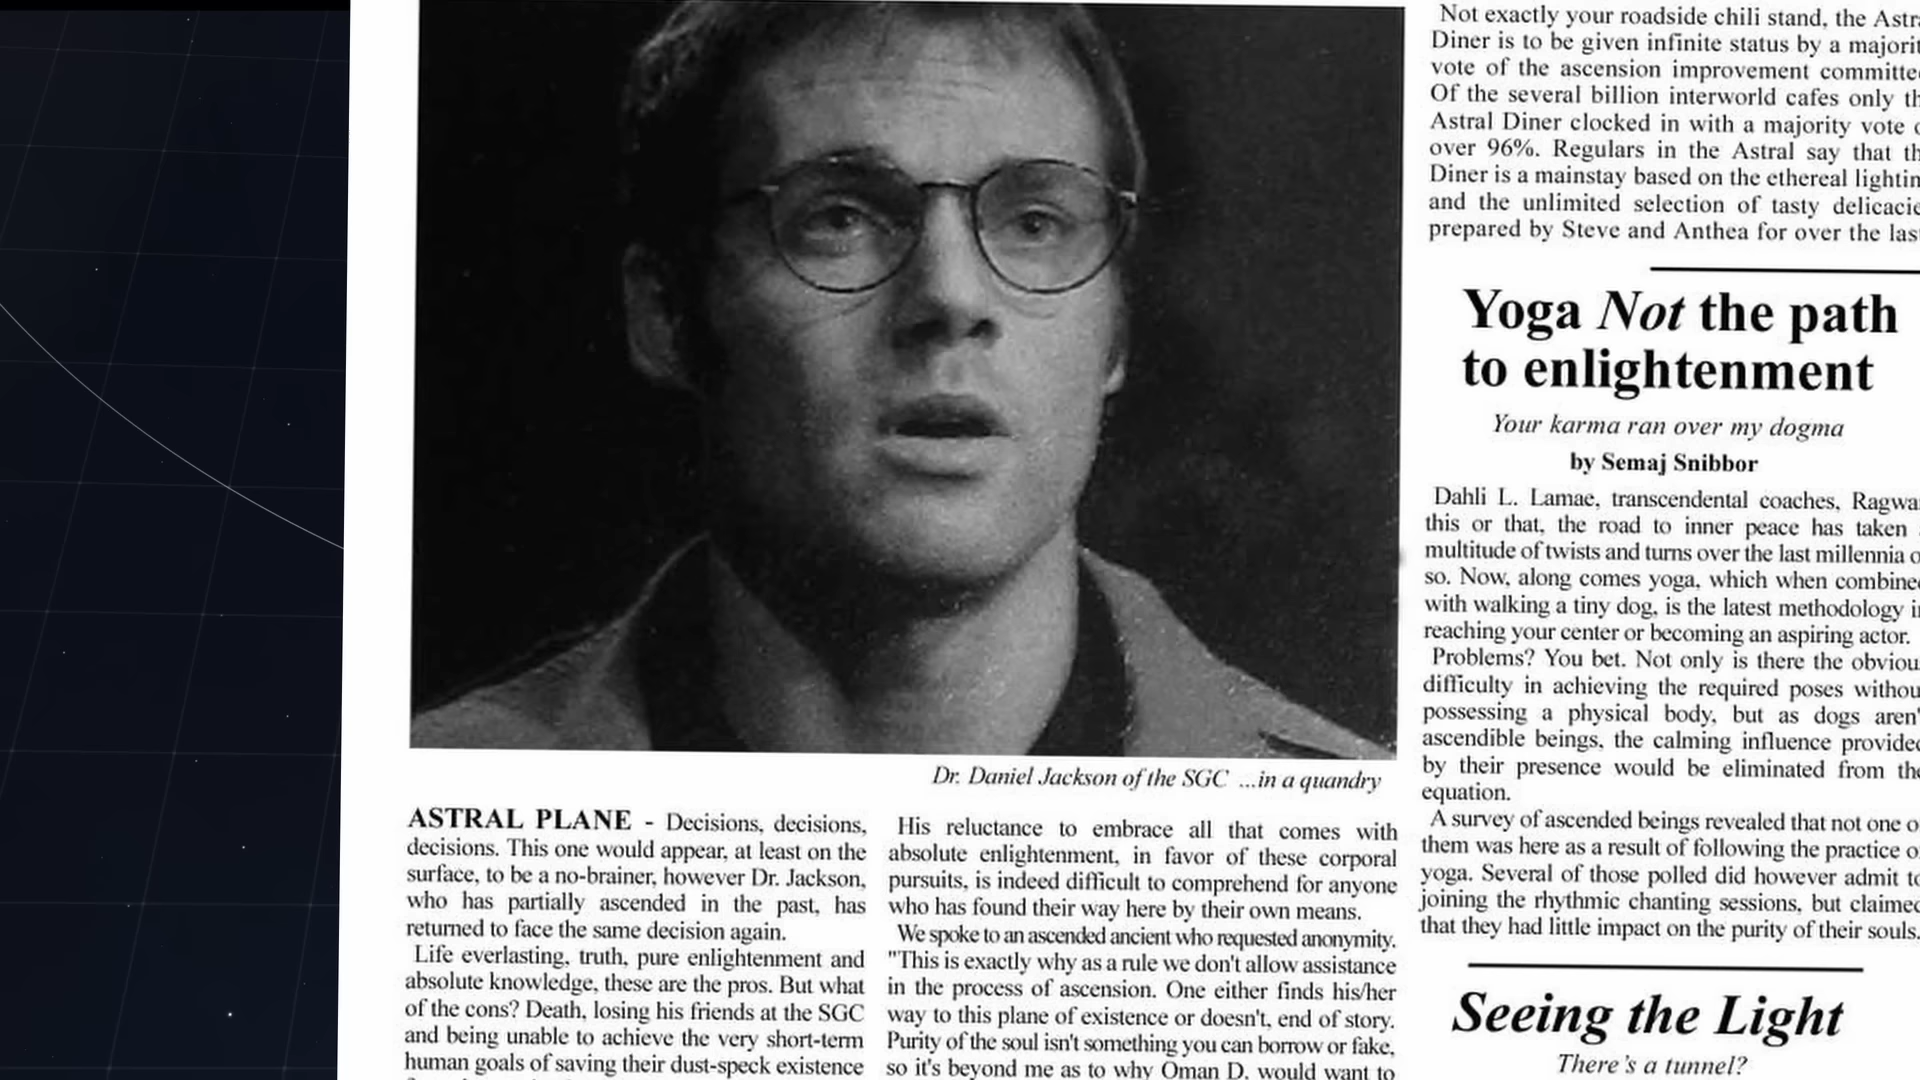 Dr. Daniel Jackson of the SGC ...in a quandry
ASTRAL PLANE - Decisions, decisions,
decisions. This one would appear, at least on the
surface, to be a no-brainer, however Dr. Jackson,
who has partially ascended in the past, has
returned to face the same decision again.
Life everlasting, truth, pure enlightenment and
absolute knowledge, these are the pros. But what
of the cons? Death, losing his friends at the SGC
and being unable to achieve the very short-term
human goals of saving their dust-speck existence
His reluctance to embrace all that comes with
absolute enlightenment, in favor of these corporal
pursuits, is indeed difficult to comprehend for anyone
who has found their way here by their own means.
We spoke to an ascended ancient who requested anonymity.
"This is exactly why as a rule we don't allow assistance
in the process of ascension. One either finds his/her
way to this plane of existence or doesn't, end of story.
Purity of the soul isn't something you can borrow or fake,
so it's beyond me as to why Oman D. would want to
Not exactly your roadside chili stand, the
Diner is to be given infinite status by a
vote of the ascension improvement
Of the several billion interworld cafes only
Astral Diner clocked in with a majority vote
over 96%. Regulars in the Astral say that
Diner is a mainstay based on the ethereal
and the unlimited selection of tasty
prepared by Steve and Anthea for over the
Yoga Not the path
to enlightenment
Your karma ran over my dogma
by Semaj Snibbor
Dahli L. Lamae, transcendental coaches,
this or that, the road to inner peace has taken
multitude of twists and turns over the last millennia
so. Now, along comes yoga, which when
with walking a tiny dog, is the latest methodology
reaching your center or becoming an aspiring actor.
Problems? You bet. Not only is there the
difficulty in achieving the required poses
possessing a physical body, but as dogs
ascendible beings, the calming influence
by their presence would be eliminated from
equation.
A survey of ascended beings revealed that not one
them was here as a result of following the practice
yoga. Several of those polled did however admit
joining the rhythmic chanting sessions, but
that they had little impact on the purity of their souls.
Seeing the Light
There's a tunnel?